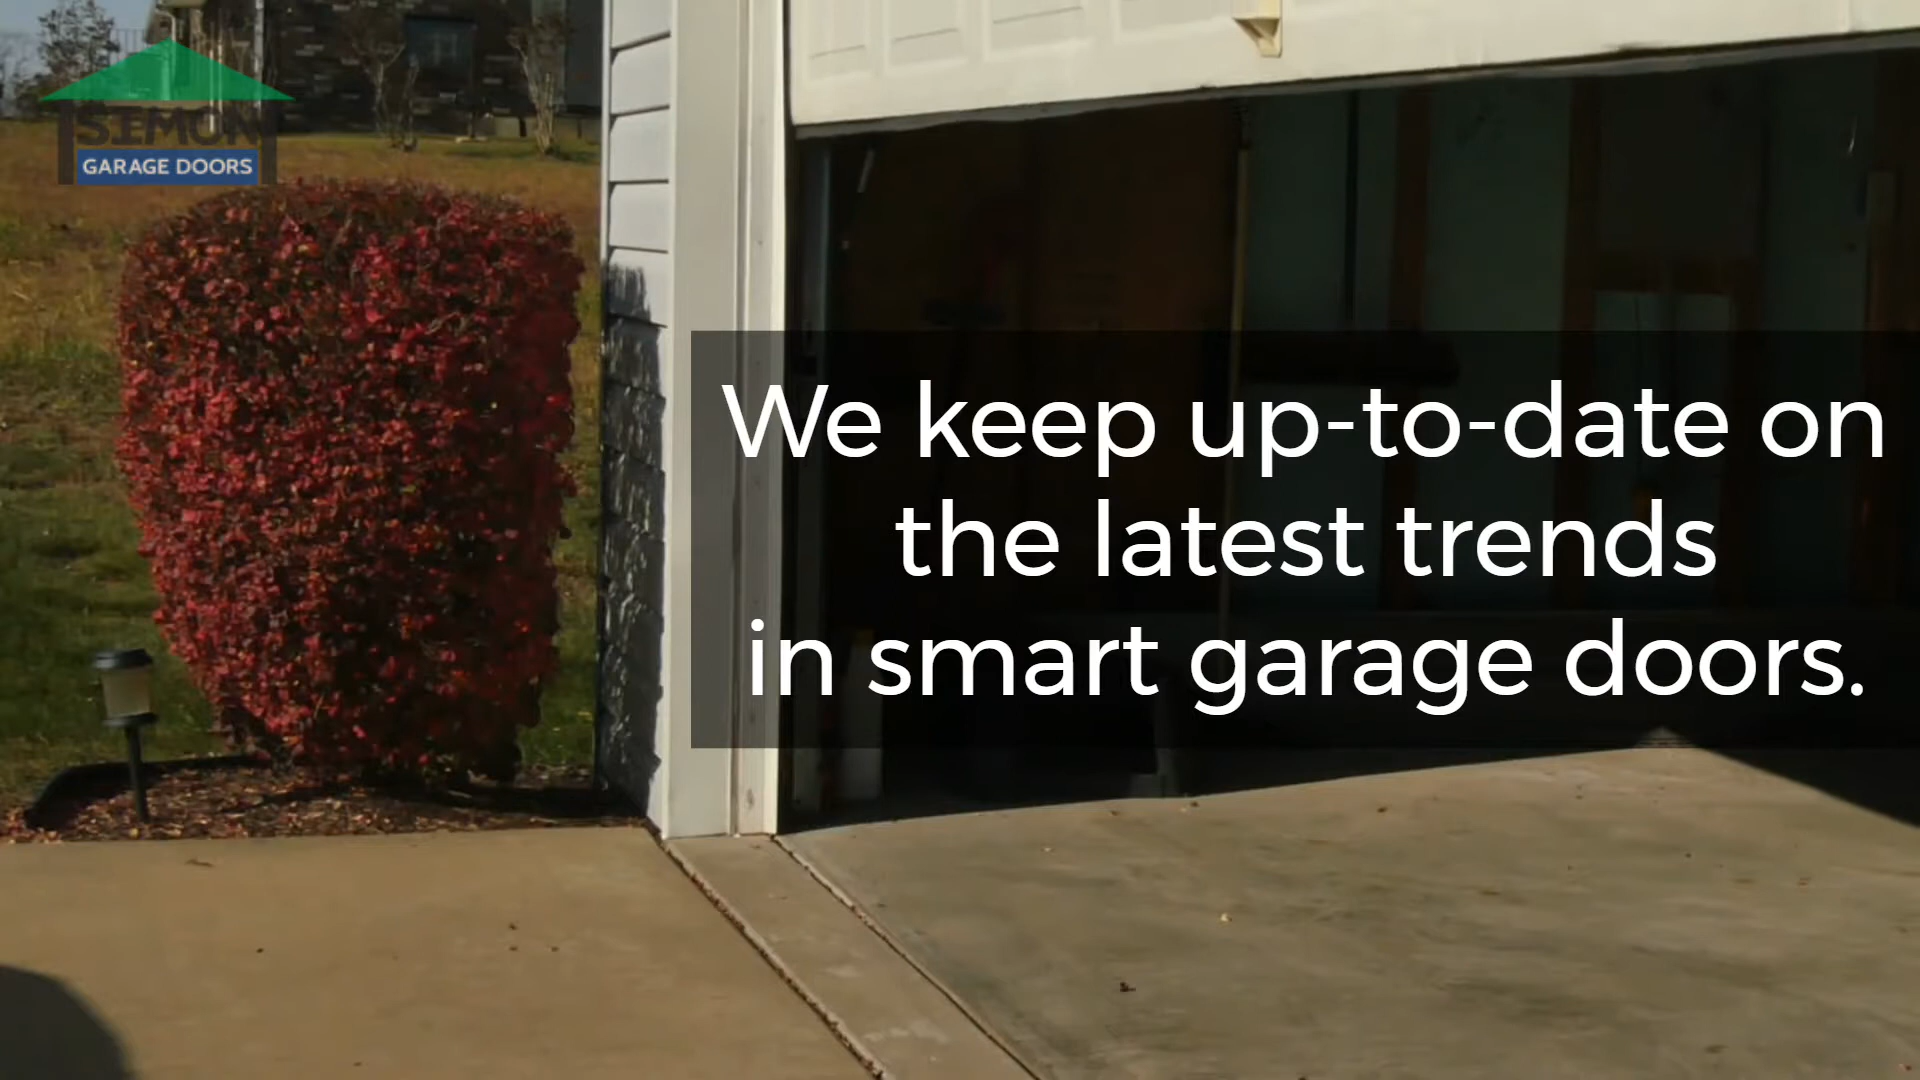 SIMON
GARAGE DOORS
We keep up-to-date on
the latest trends
in smart garage doors.